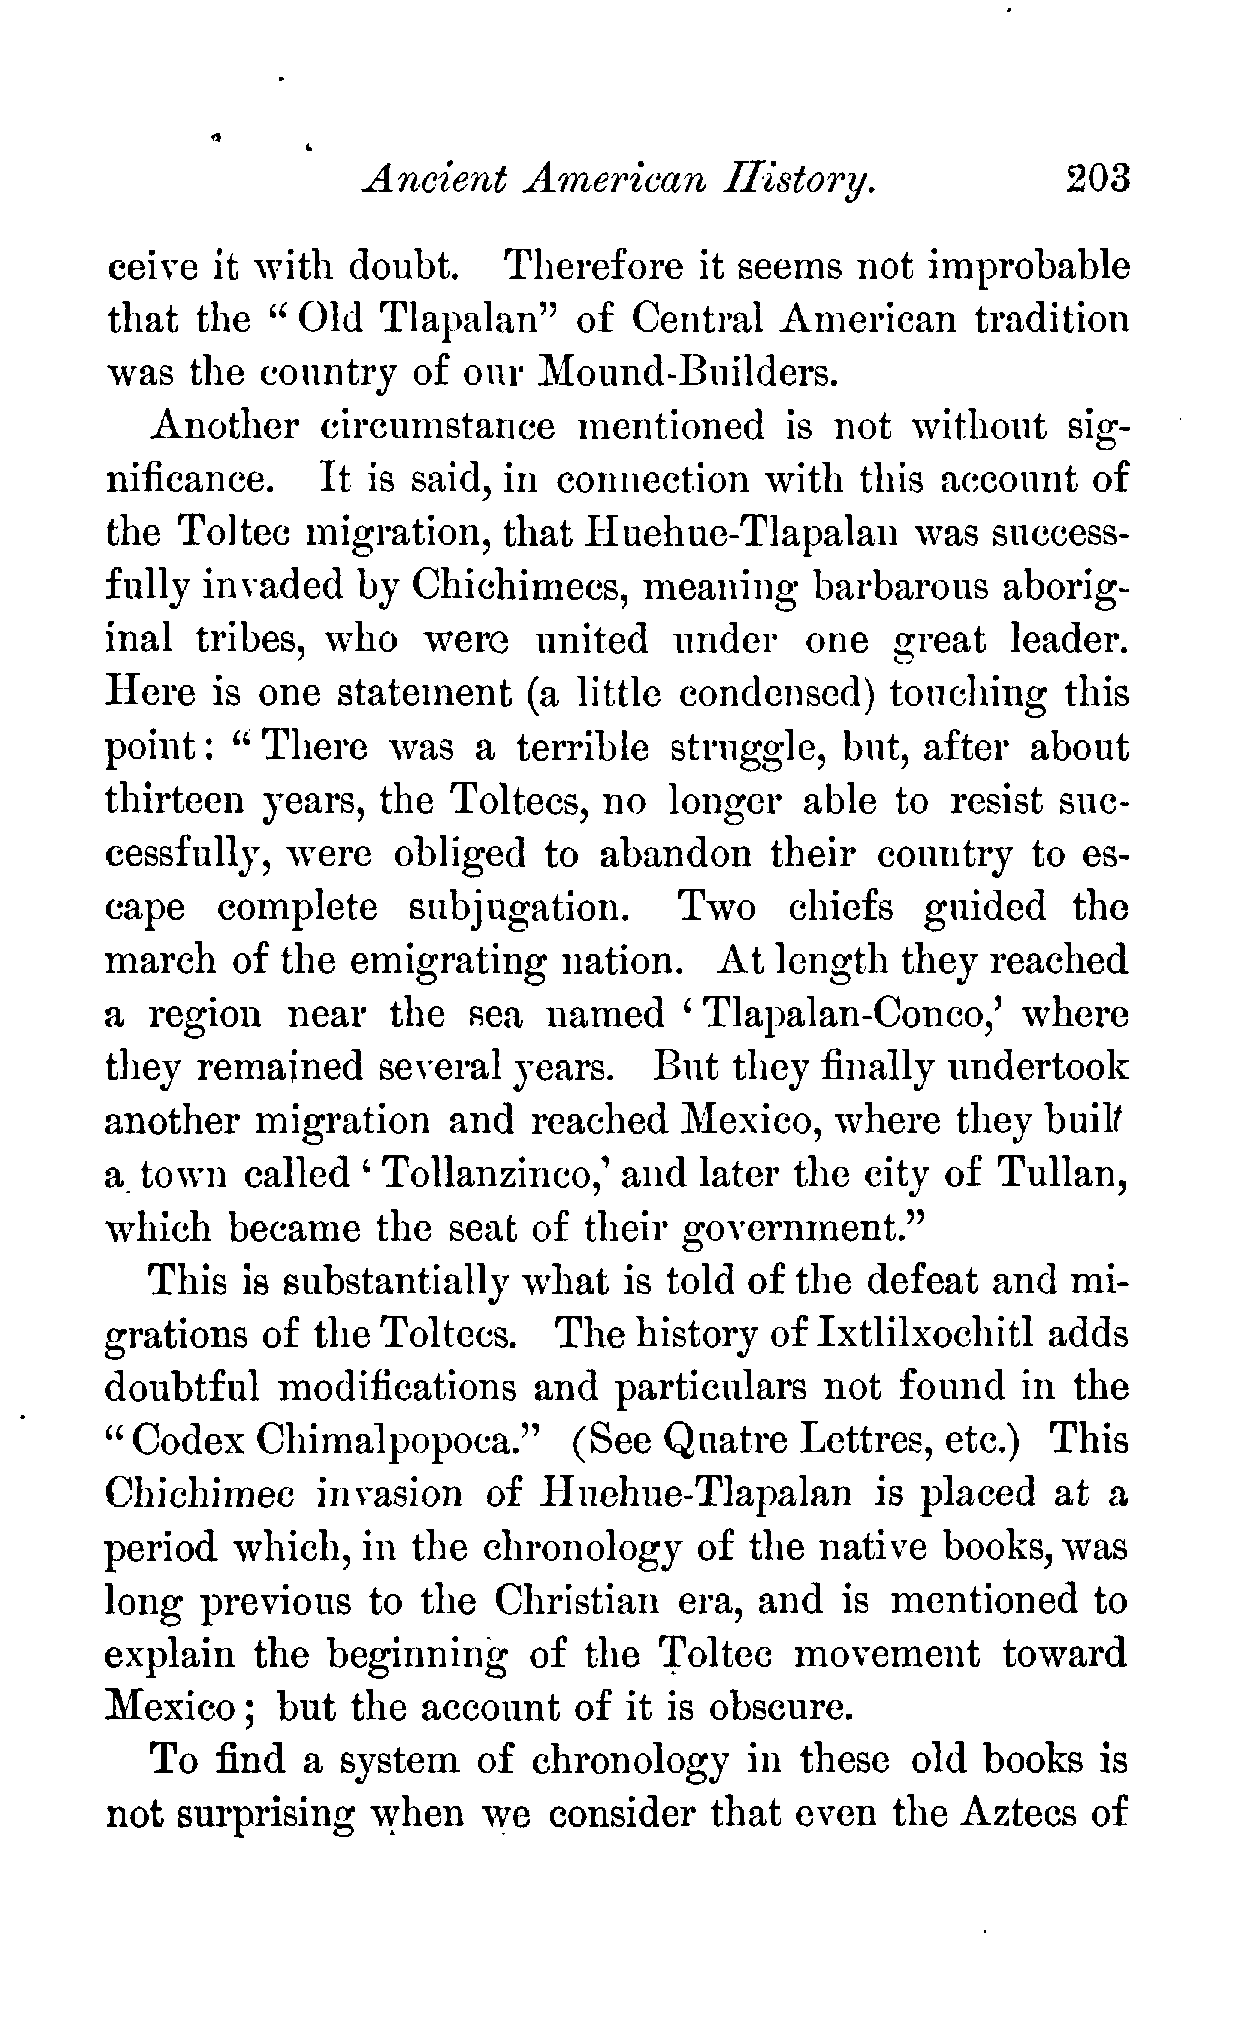 Ancient American History. 203
ceive it with doubt. Therefore it seems not improbable
that the “Old Tlapalan” of Central American tradition
was the country of our Mound-Builders.
Another circumstance mentioned is not without sig-
nificance. It is said, in connection with this account of
the Toltec migration, that Huehue-Tlapalan was success-
fully invaded by Chichimecs, meaning barbarous aborig-
inal tribes, who were united under one great leader.
Here is one statement (a little condensed) touching this
point: “There was a terrible struggle, but, after about
thirteen years, the Toltecs, no longer able to resist suc-
cessfully, were obliged to abandon their country to es-
cape complete subjugation. Two chiefs guided the
march of the emigrating nation. At length they reached
a region near the sea named ‘Tlapalan-Conco,’ where
they remained several years. But they finally undertook
another migration and reached Mexico, where they built
a town called ‘Tollanzinco,’ and later the city of Tullan,
which became the seat of their government.”
This is substantially what is told of the defeat and mi-
grations of the Toltecs. The history of Ixtlilxochitl adds
doubtful modifications and particulars not found in the
“Codex Chimalpopoca.” (See Quatre Lettres, etc.) This
Chichimec invasion of Huehue-Tlapalan is placed at a
period which, in the chronology of the native books, was
long previous to the Christian era, and is mentioned to
explain the beginning of the Toltec movement toward
Mexico; but the account of it is obscure.
To find a system of chronology in these old books is
not surprising when we consider that even the Aztecs of